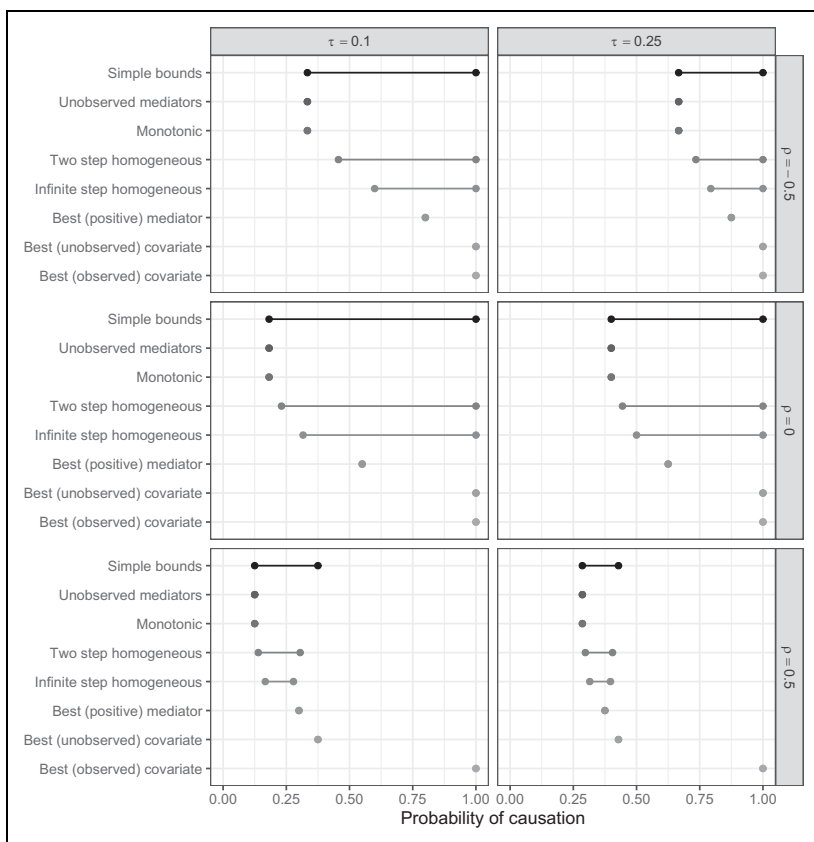 τ = 0.1
τ = 0.25
Simple bounds
Unobserved mediators
Monotonic
Two step homogeneous
Infinite step homogeneous
Best (positive) mediator
Best (unobserved) covariate
Best (observed) covariate
ρ = − 0.5
Simple bounds
Unobserved mediators
Monotonic
Two step homogeneous
Infinite step homogeneous
Best (positive) mediator
Best (unobserved) covariate
Best (observed) covariate
ρ = 0
Simple bounds
Unobserved mediators
Monotonic
Two step homogeneous
Infinite step homogeneous
Best (positive) mediator
Best (unobserved) covariate
Best (observed) covariate
ρ = 0.5
0.00 0.25 0.50 0.75 1.00 0.00 0.25 0.50 0.75 1.00
Probability of causation